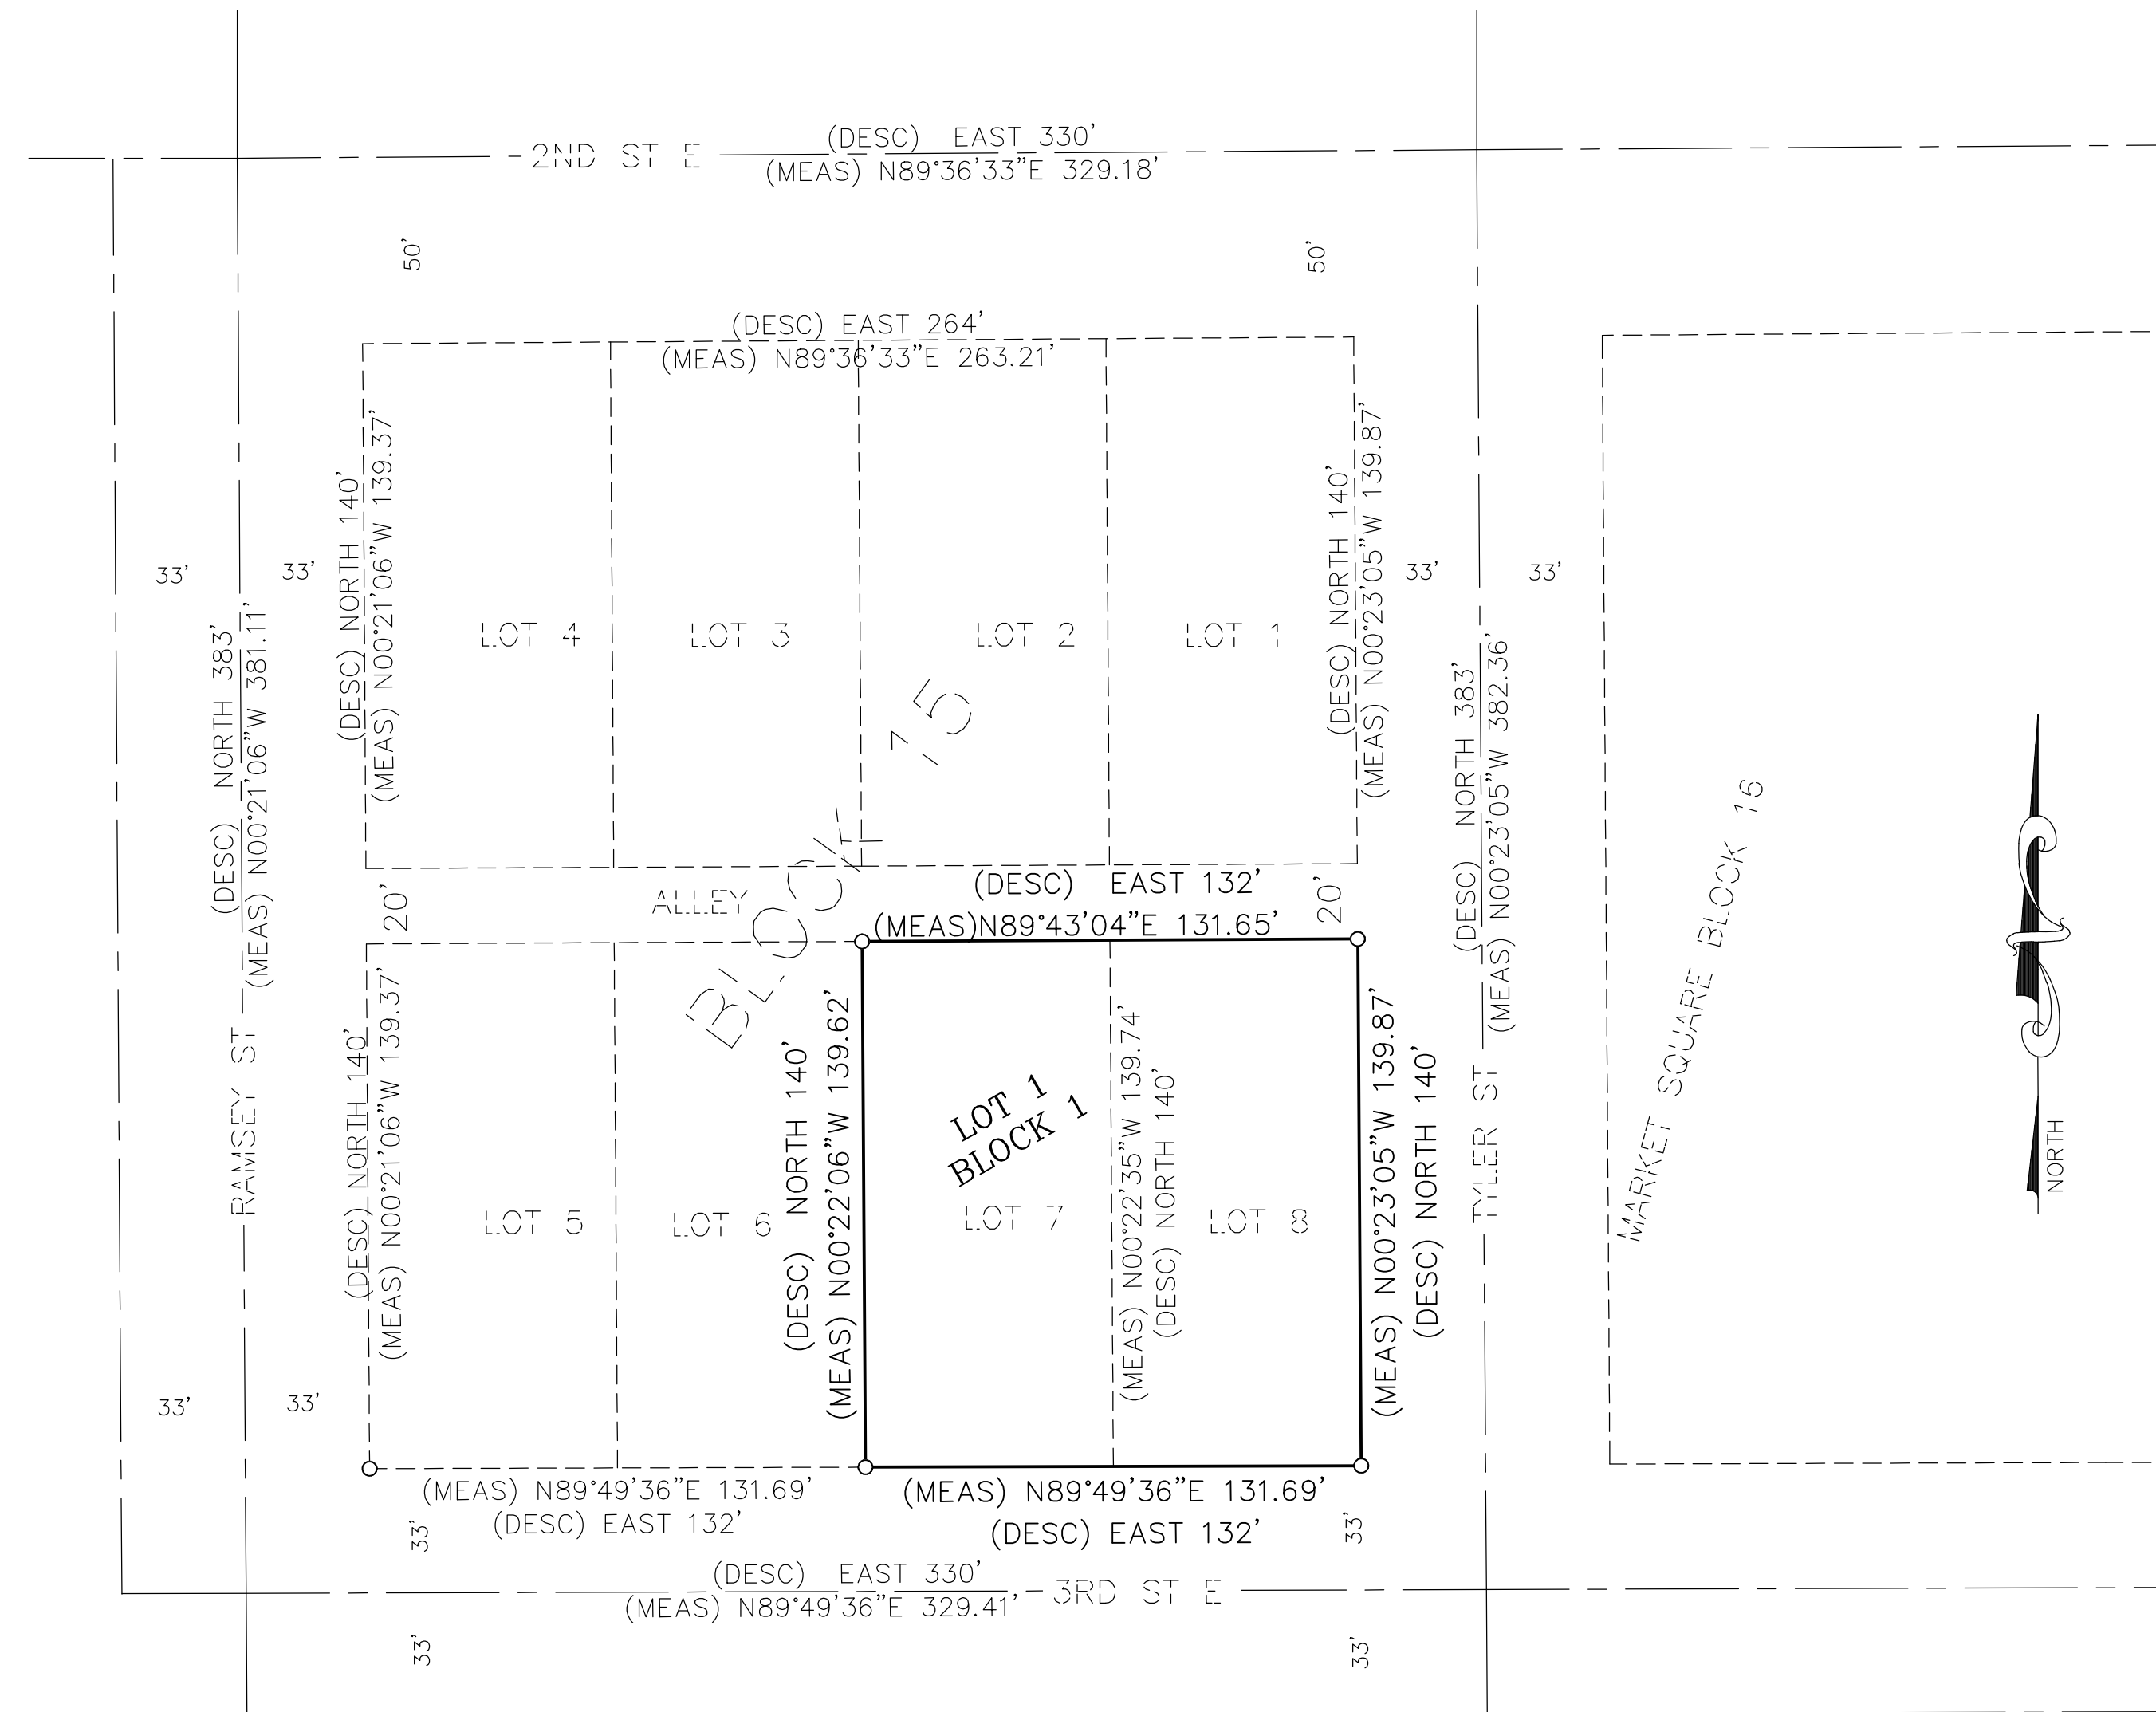 2ND ST E
(DESC) EAST 330'
(MEAS) N89°36'33"E 329.18'
50'
50'
(DESC) EAST 264'
(MEAS) N89°36'33"E 263.21'
(DESC) NORTH 140'
(MEAS) N00°21'06"W 139.37'
(DESC) NORTH 140'
(MEAS) N00°23'05"W 139.87'
33'
33'
33'
33'
LOT 4
LOT 3
LOT 2
LOT 1
(DESC) NORTH 383'
(MEAS) N00°21'06"W 381.11'
(DESC) NORTH 383'
(MEAS) N00°23'05"W 382.36'
BLOCK 15
MARKET SQUARE BLOCK 16
20'
ALLEY
(DESC) EAST 132'
20'
(MEAS)N89°43'04"E 131.65'
RAMSEY ST
(DESC) NORTH 140'
(MEAS) N00°21'06"W 139.37'
(DESC) NORTH 140'
(MEAS) N00°22'06"W 139.62'
LOT 1
BLOCK 1
(MEAS) N00°22'35"W 139.74'
(DESC) NORTH 140'
(MEAS) N00°23'05"W 139.87'
(DESC) NORTH 140'
TYLER ST
NORTH
LOT 5
LOT 6
LOT 7
LOT 8
33'
33'
(MEAS) N89°49'36"E 131.69'
(DESC) EAST 132'
(MEAS) N89°49'36"E 131.69'
(DESC) EAST 132'
33'
33'
(DESC) EAST 330'
(MEAS) N89°49'36"E 329.41'
3RD ST E
33'
33'